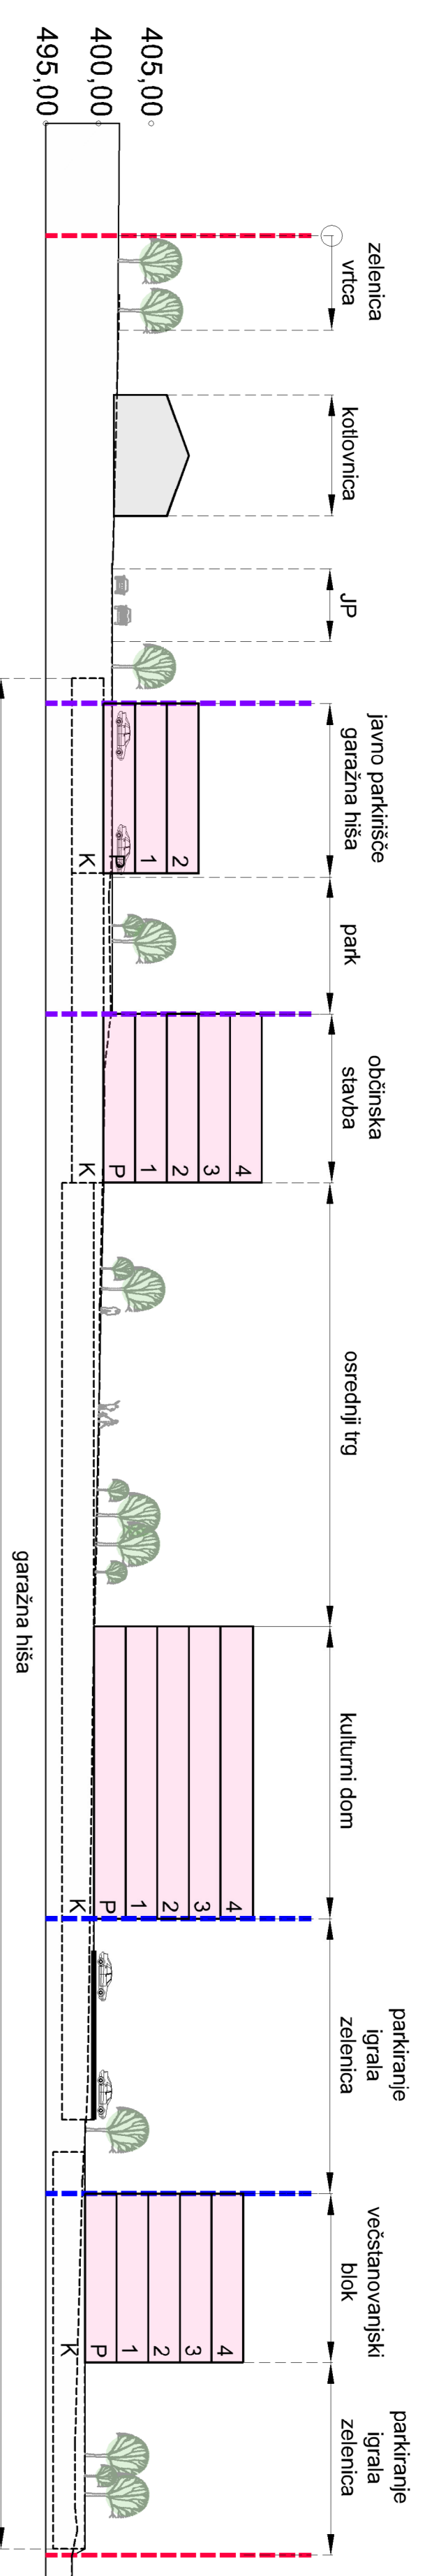 405,00
400,00
495,00
zelenica
vrtca
kotlovnica
JP
javno parkirišče
garažna hiša
park
občinska
stavba
osrednji trg
kulturni dom
parkiranje
igrala
zelenica
večstanovanjski
blok
parkiranje
igrala
zelenica
2
1
P
K
4
3
2
1
P
K
4
3
2
1
P
K
4
3
2
1
P
K
garažna hiša